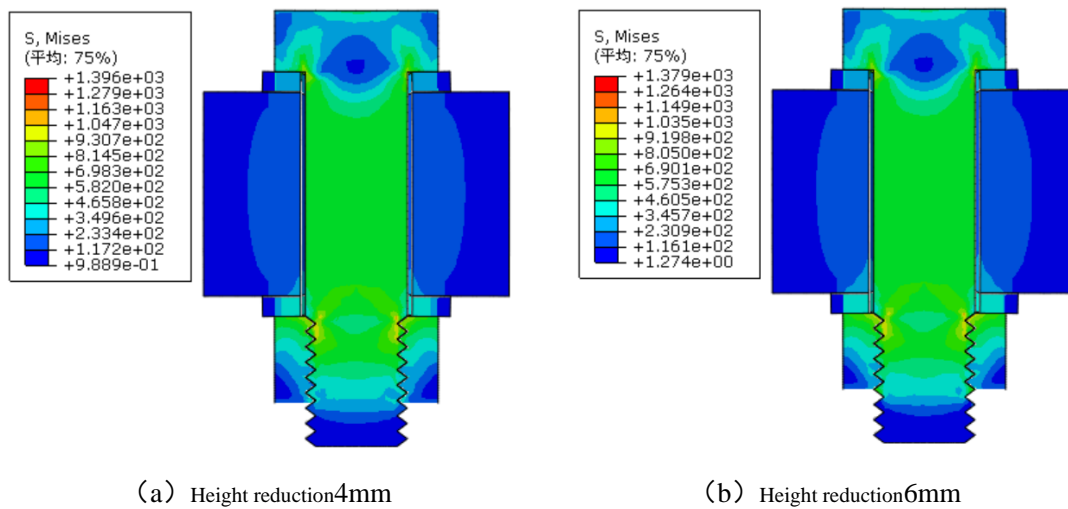 S, Mises
(平均: 75%)
+1.396e+03
+1.279e+03
+1.163e+03
+1.047e+03
+9.307e+02
+8.145e+02
+6.983e+02
+5.820e+02
+4.658e+02
+3.496e+02
+2.334e+02
+1.172e+02
+9.889e-01
S, Mises
(平均: 75%)
+1.379e+03
+1.264e+03
+1.149e+03
+1.035e+03
+9.198e+02
+8.050e+02
+6.901e+02
+5.753e+02
+4.605e+02
+3.457e+02
+2.309e+02
+1.161e+02
+1.274e+00
（a）Height reduction4mm
（b）Height reduction6mm